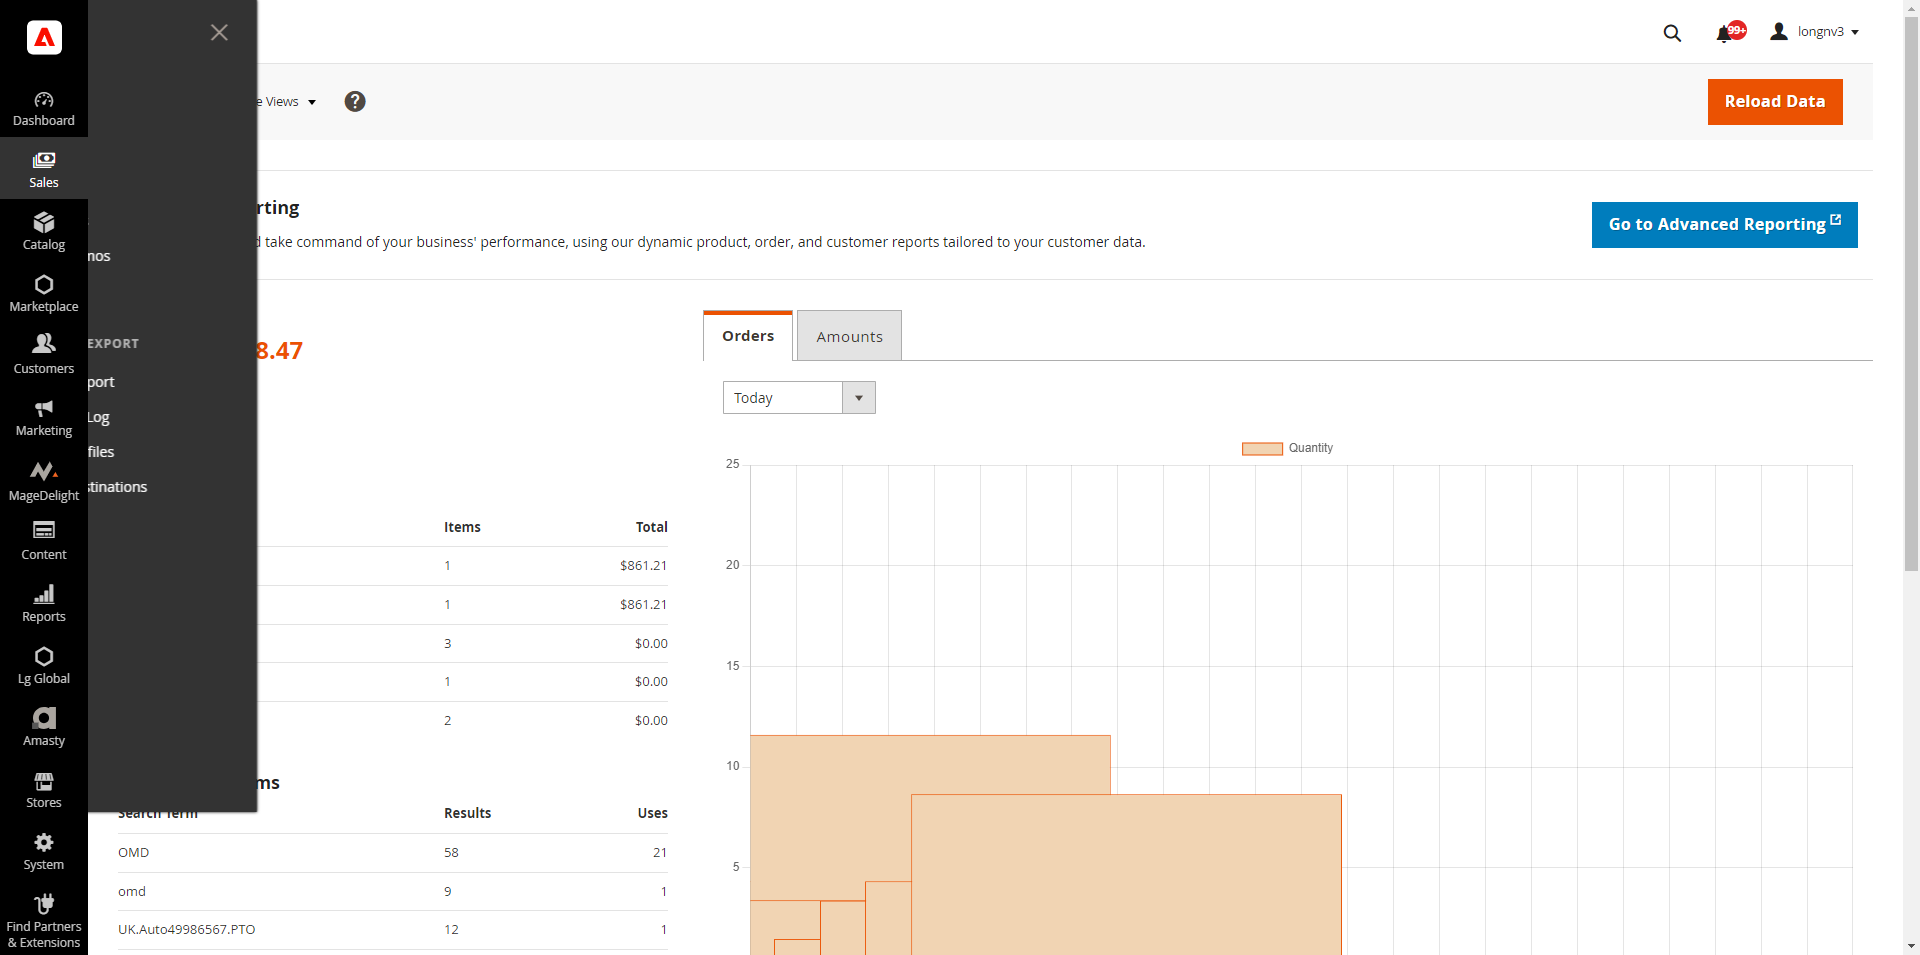 99+
longnv3
e Views
?
Reload Data
Dashboard
Sales
Catalog
Marketplace
Customers
Marketing
MageDelight
Content
Reports
Lg Global
Amasty
Stores
System
Find Partners
& Extensions
mos
EXPORT
port
Log
files
stinations
rting
d take command of your business' performance, using our dynamic product, order, and customer reports tailored to your customer data.
Go to Advanced Reporting
8.47
Orders
Amounts
Today
Quantity
25
20
15
10
5
Items Total
1 $861.21
1 $861.21
3 $0.00
1 $0.00
2 $0.00
ms
Search Term Results Uses
OMD 58 21
omd 9 1
UK.Auto49986567.PTO 12 1